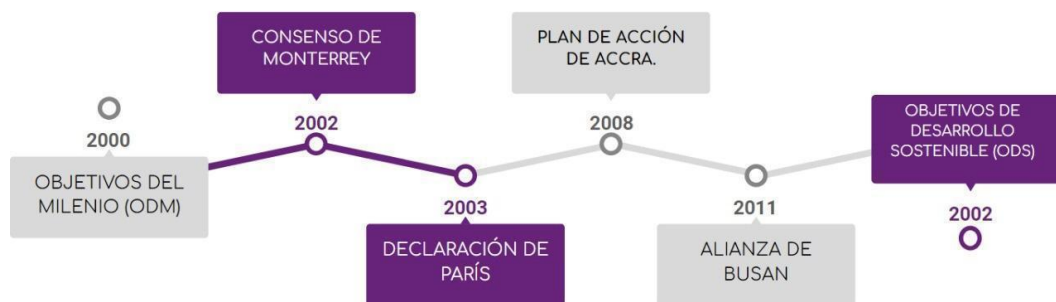 2000
OBJETIVOS DEL
MILENIO (ODM)
CONSENSO DE
MONTERREY
2002
2003
DECLARACIÓN DE
PARÍS
PLAN DE ACCIÓN
DE ACCRA.
2008
2011
ALIANZA DE
BUSAN
OBJETIVOS DE
DESARROLLO
SOSTENIBLE (ODS)
2002